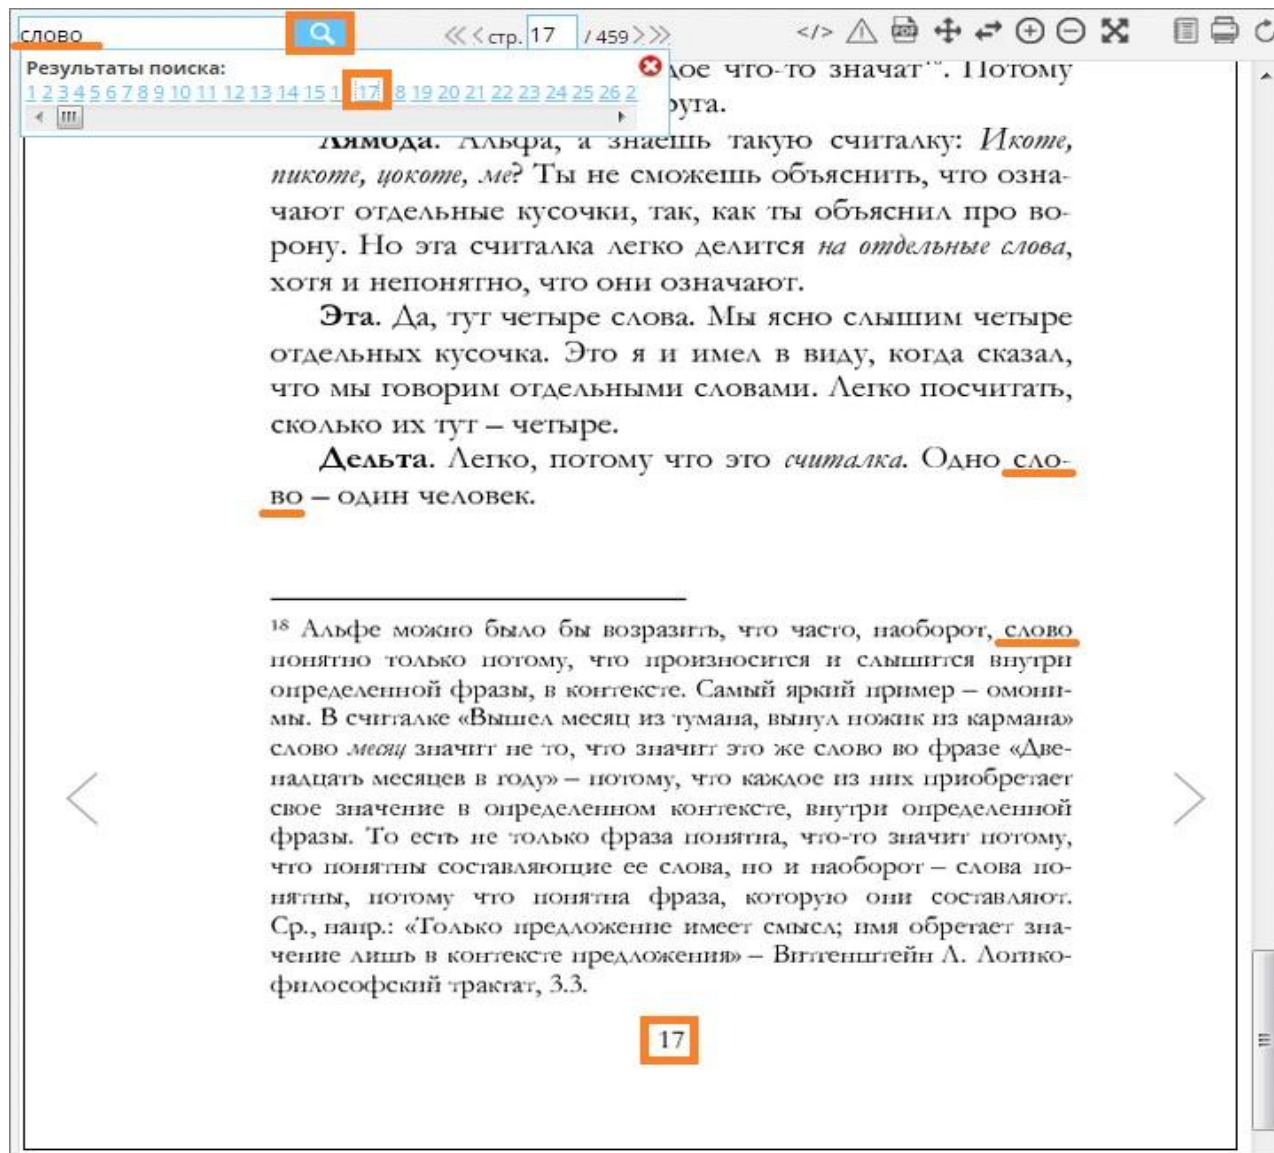 слово
стр. 17 / 459
Результаты поиска:
1 2 3 4 5 6 7 8 9 10 11 12 13 14 15 1 17 8 19 20 21 22 23 24 25 26 2
дое что-то значат¹⁸. Потому
руга.
Лямбда. Альфа, а знаешь такую считалку: Икоте,
пикоте, цокоте, ме? Ты не сможешь объяснить, что озна-
чают отдельные кусочки, так, как ты объяснил про во-
рону. Но эта считалка легко делится на отдельные слова,
хотя и непонятно, что они означают.
Эта. Да, тут четыре слова. Мы ясно слышим четыре
отдельных кусочка. Это я и имел в виду, когда сказал,
что мы говорим отдельными словами. Легко посчитать,
сколько их тут – четыре.
Дельта. Легко, потому что это считалка. Одно сло-
во – один человек.
¹⁸ Альфе можно было бы возразить, что часто, наоборот, слово
понятно только потому, что произносится и слышится внутри
определенной фразы, в контексте. Самый яркий пример – омони-
мы. В считалке «Вышел месяц из тумана, вынул ножик из кармана»
слово месяц значит не то, что значит это же слово во фразе «Две-
надцать месяцев в году» – потому, что каждое из них приобретает
свое значение в определенном контексте, внутри определенной
фразы. То есть не только фраза понятна, что-то значит потому,
что понятны составляющие ее слова, но и наоборот – слова по-
нятны, потому что понятна фраза, которую они составляют.
Ср., напр.: «Только предложение имеет смысл; имя обретает зна-
чение лишь в контексте предложения» – Витгенштейн Л. Логико-
философский трактат, 3.3.
17